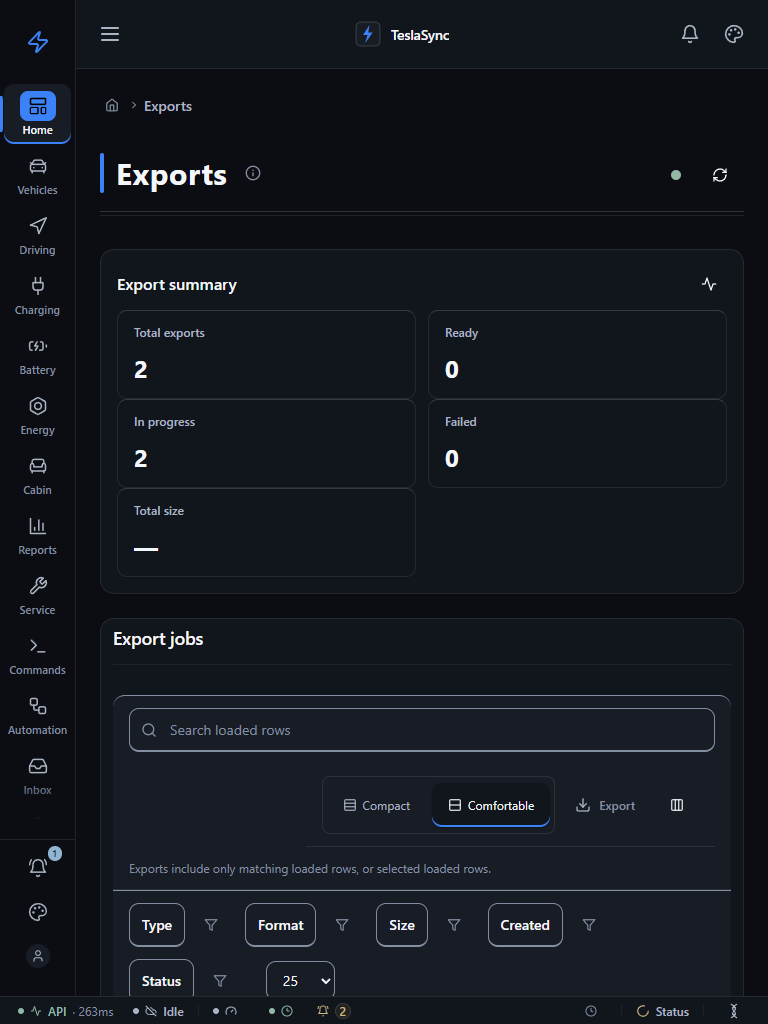 TeslaSync
Home
Vehicles
Driving
Charging
Battery
Energy
Cabin
Reports
Service
Commands
Automation
Inbox
1
Exports
Exports
Export summary
Total exports
2
Ready
0
In progress
2
Failed
0
Total size
—
Export jobs
Search loaded rows
Compact
Comfortable
Export
Exports include only matching loaded rows, or selected loaded rows.
Type
Format
Size
Created
Status
25
API · 263ms
Idle
2
Status